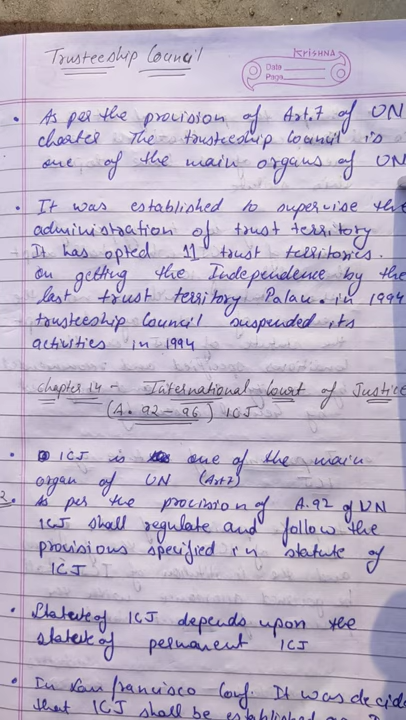 Trusteeship Council
KRISHNA
Date
Page
• As per the provision of Art.7 of UN
charter The trusteeship Council is
one of the main organs of UN
• It was established to supervise the
administration of trust territory
It has opted 11 trust territories.
on getting the Independence by the
last trust territory Palau. in 1994
trusteeship Council suspended its
activities in 1994
chapter 14 - International Court of Justice
(A. 92-96) ICJ
• ICJ is one of the main
organ of UN (Art 7)
2. As per the procission of A.92 of UN
ICJ shall regulate and follow the
provisions specified in statute of
ICJ
• Statute of ICJ depends upon the
statute of permanent ICJ
• In San francisco Conf. It was decide
that ICJ shall be established